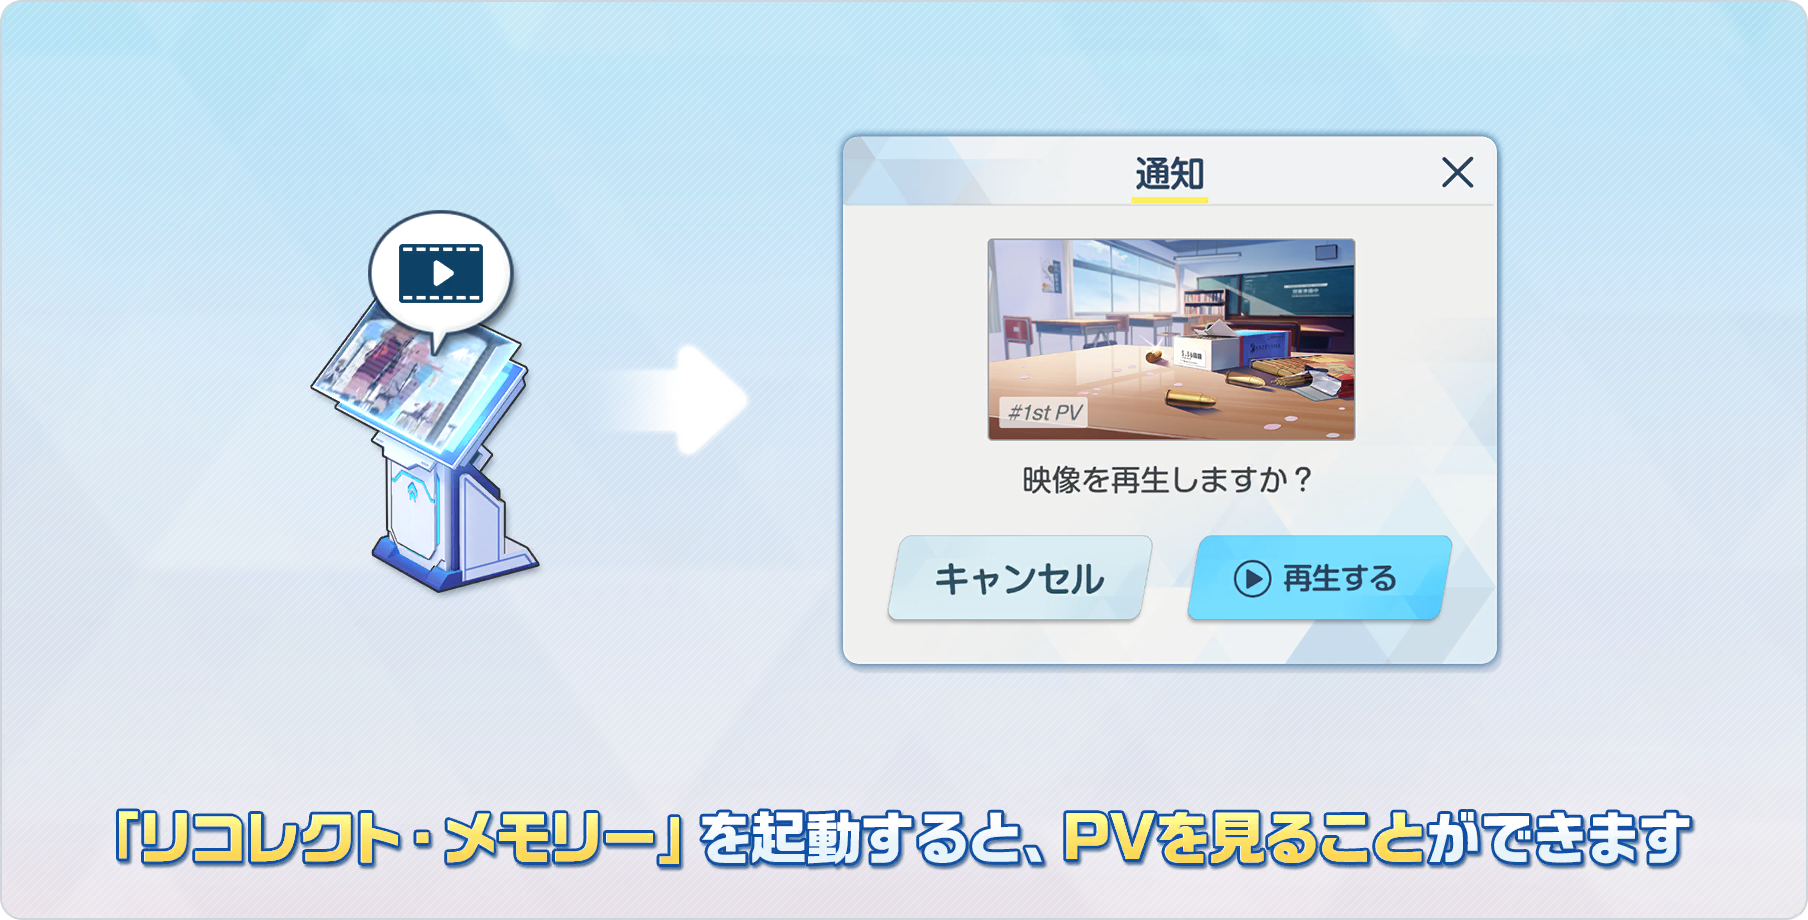 通知
#1st PV
映像を再生しますか？
キャンセル
再生する
「リコレクト・メモリー」を起動すると、PVを見ることができます